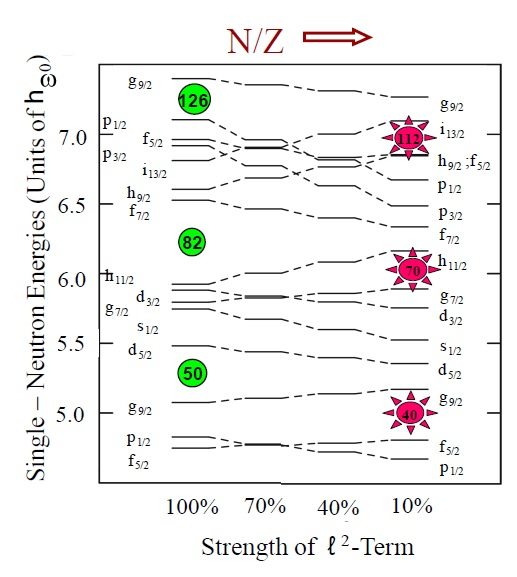 N/Z
Single – Neutron Energies (Units of ħω₀)
7.0
6.5
6.0
5.5
5.0
g9/2
p1/2
f5/2
p3/2
i13/2
h9/2
f7/2
h11/2
d3/2
g7/2
s1/2
d5/2
g9/2
p1/2
f5/2
126
82
50
112
70
40
g9/2
i13/2
h9/2 ;f5/2
p1/2
p3/2
f7/2
h11/2
g7/2
d3/2
s1/2
d5/2
g9/2
f5/2
p1/2
100% 70% 40% 10%
Strength of ℓ²-Term